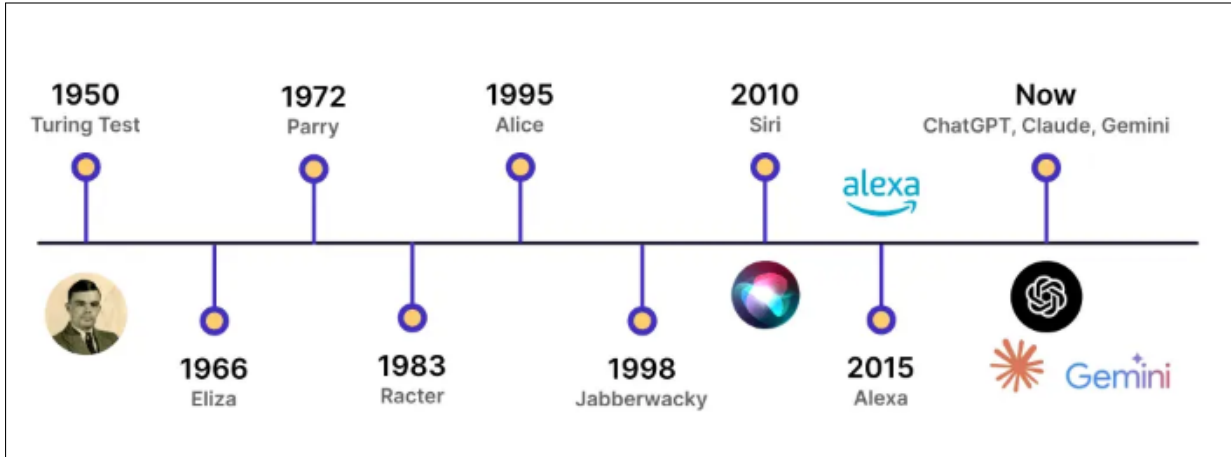 1950
Turing Test
1972
Parry
1995
Alice
2010
Siri
Now
ChatGPT, Claude, Gemini
alexa
1966
Eliza
1983
Racter
1998
Jabberwacky
2015
Alexa
Gemini